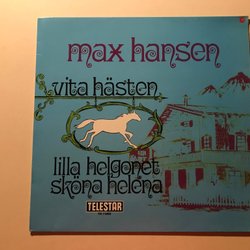 max hansen
vita hästen
lilla helgonet
sköna helena
TELESTAR